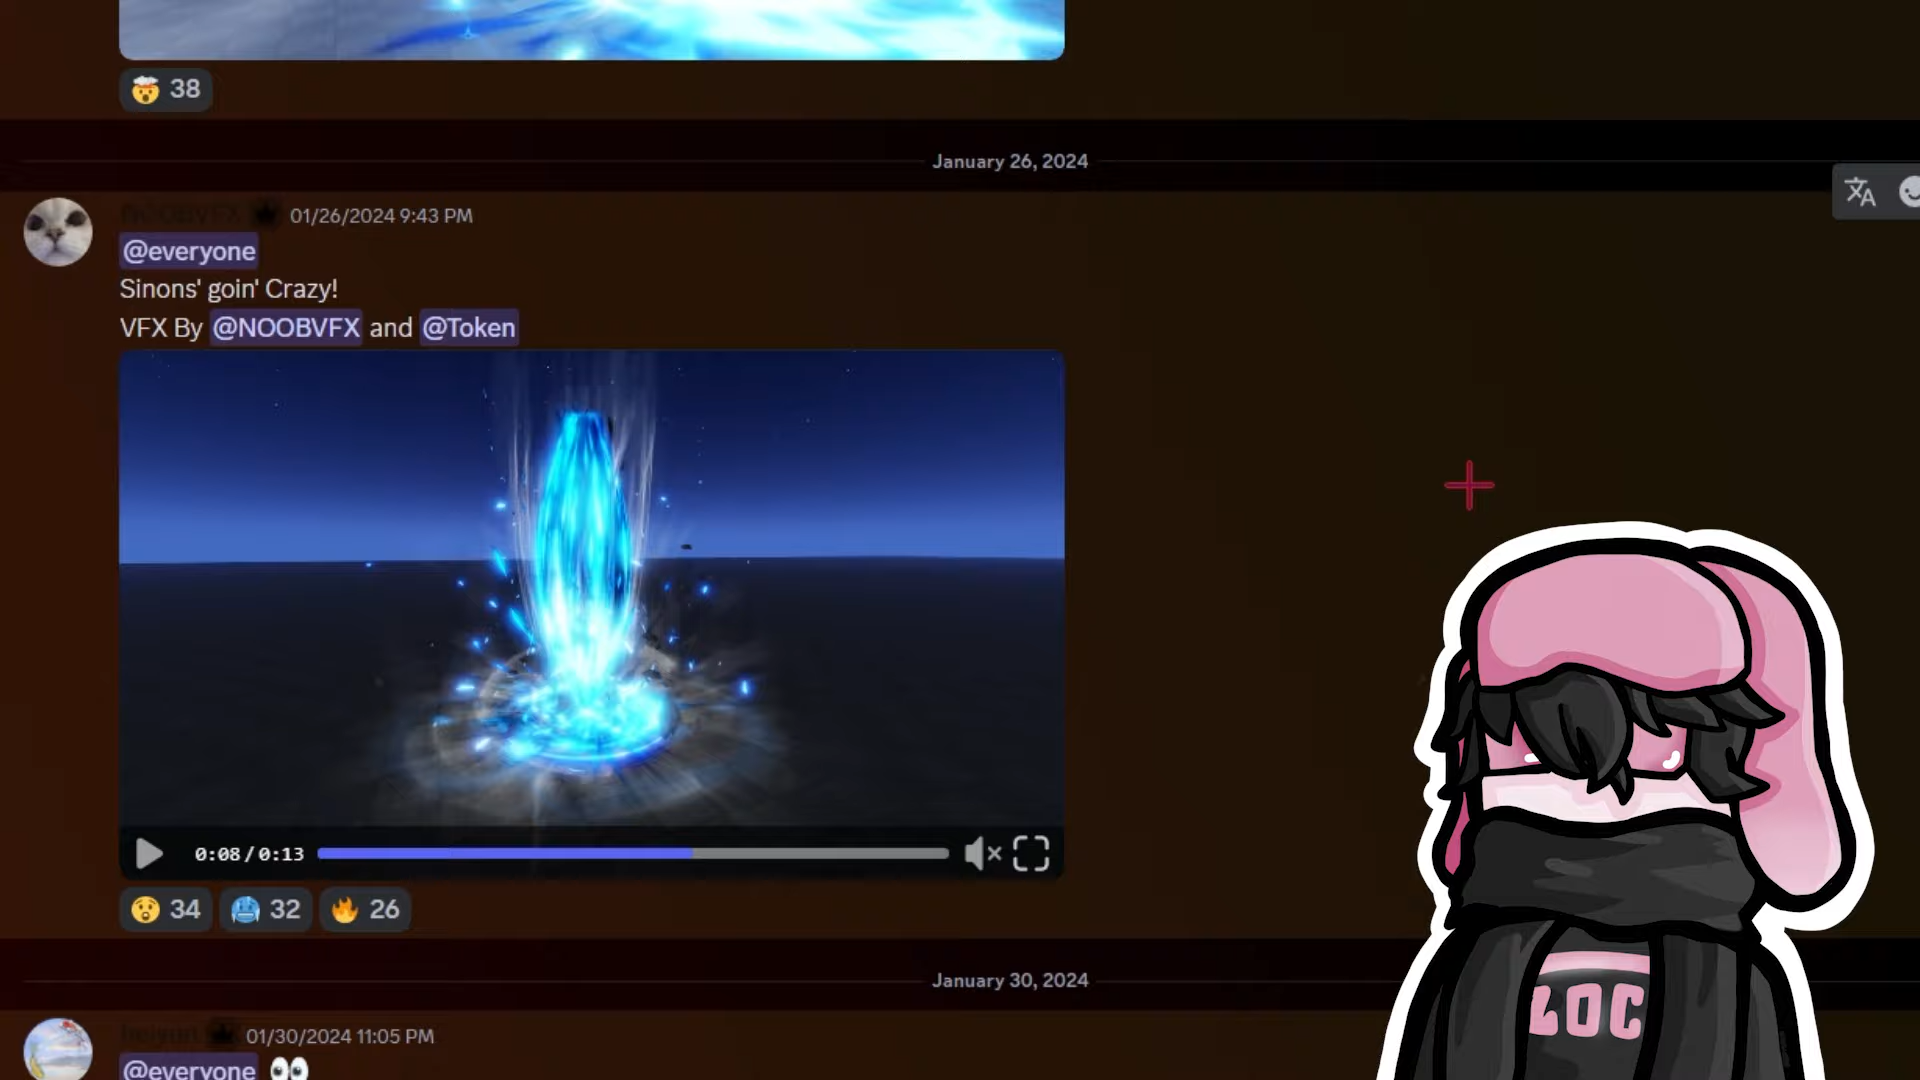 38
January 26, 2024
NOOBVFX 01/26/2024 9:43 PM
@everyone
Sinons' goin' Crazy!
VFX By @NOOBVFX and @Token
0:08 / 0:13
34 32 26
January 30, 2024
01/30/2024 11:05 PM
@everyone
LOC